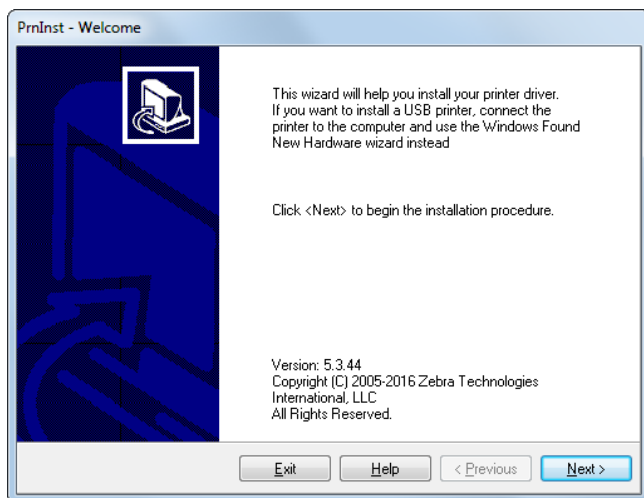 PrnInst - Welcome
This wizard will help you install your printer driver.
If you want to install a USB printer, connect the
printer to the computer and use the Windows Found
New Hardware wizard instead
Click <Next> to begin the installation procedure.
Version: 5.3.44
Copyright (C) 2005-2016 Zebra Technologies
International, LLC
All Rights Reserved.
Exit Help < Previous Next >